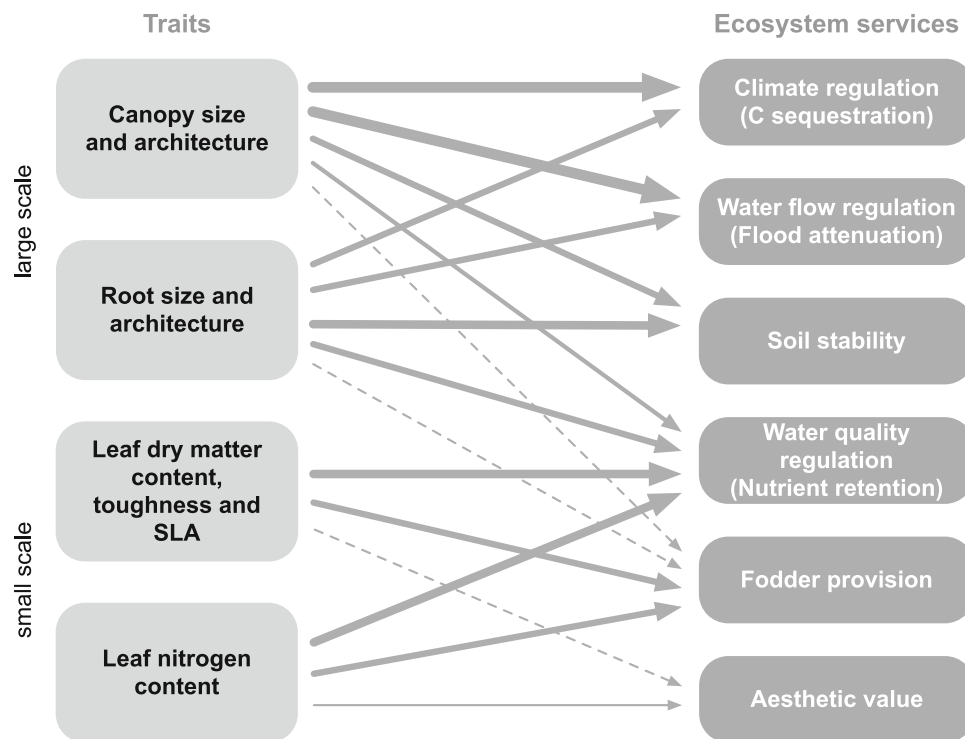 Traits
Ecosystem services
large scale
small scale
Canopy size
and architecture
Root size and
architecture
Leaf dry matter
content,
toughness and
SLA
Leaf nitrogen
content
Climate regulation
(C sequestration)
Water flow regulation
(Flood attenuation)
Soil stability
Water quality
regulation
(Nutrient retention)
Fodder provision
Aesthetic value